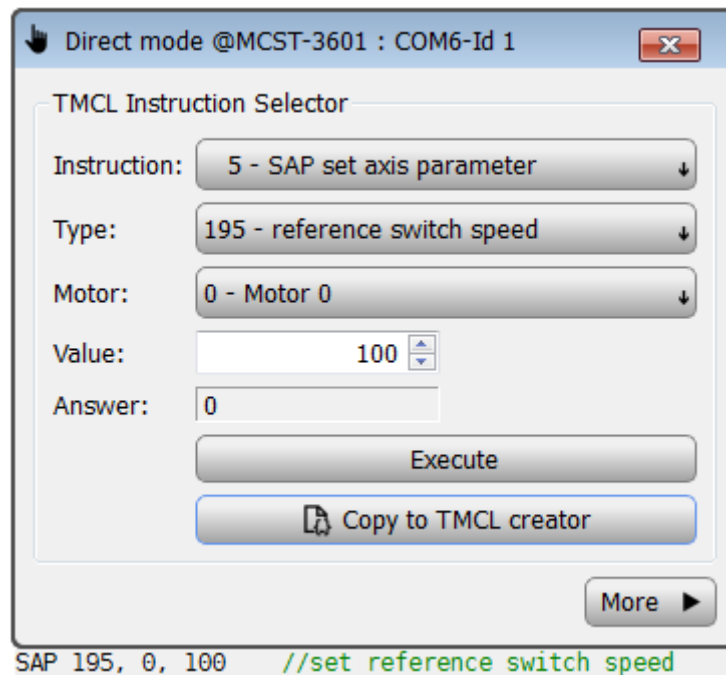 Direct mode @MCST-3601 : COM6-Id 1
TMCL Instruction Selector
Instruction: 5 - SAP set axis parameter
Type: 195 - reference switch speed
Motor: 0 - Motor 0
Value: 100
Answer: 0
Execute
Copy to TMCL creator
More
SAP 195, 0, 100 //set reference switch speed